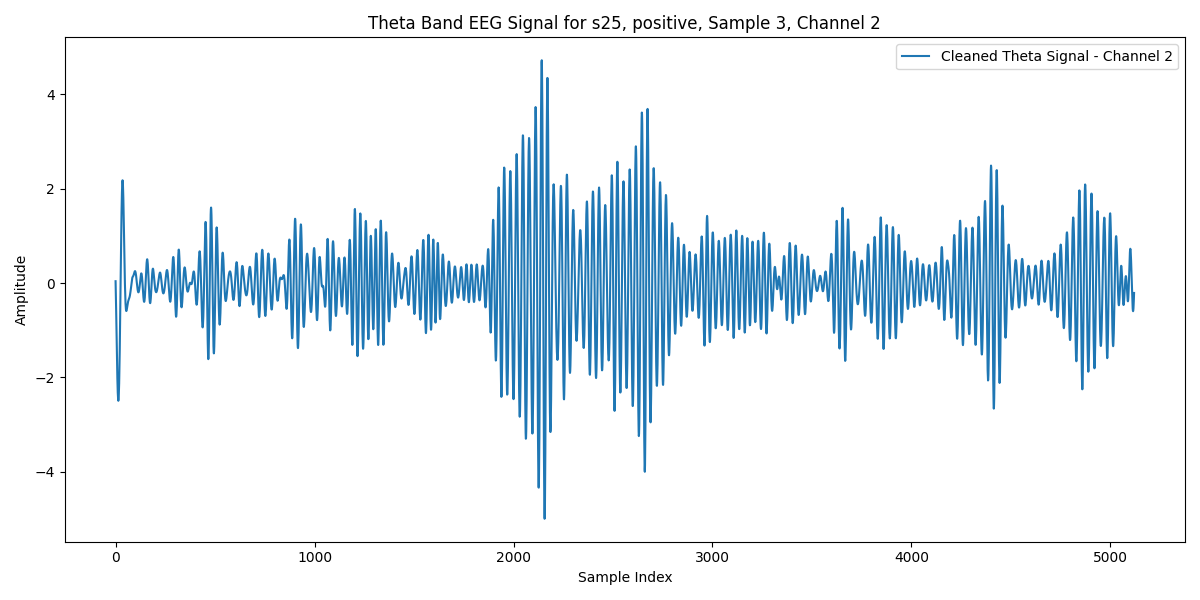 Theta Band EEG Signal for s25, positive, Sample 3, Channel 2
Cleaned Theta Signal - Channel 2
Amplitude
4
2
0
−2
−4
0 1000 2000 3000 4000 5000
Sample Index